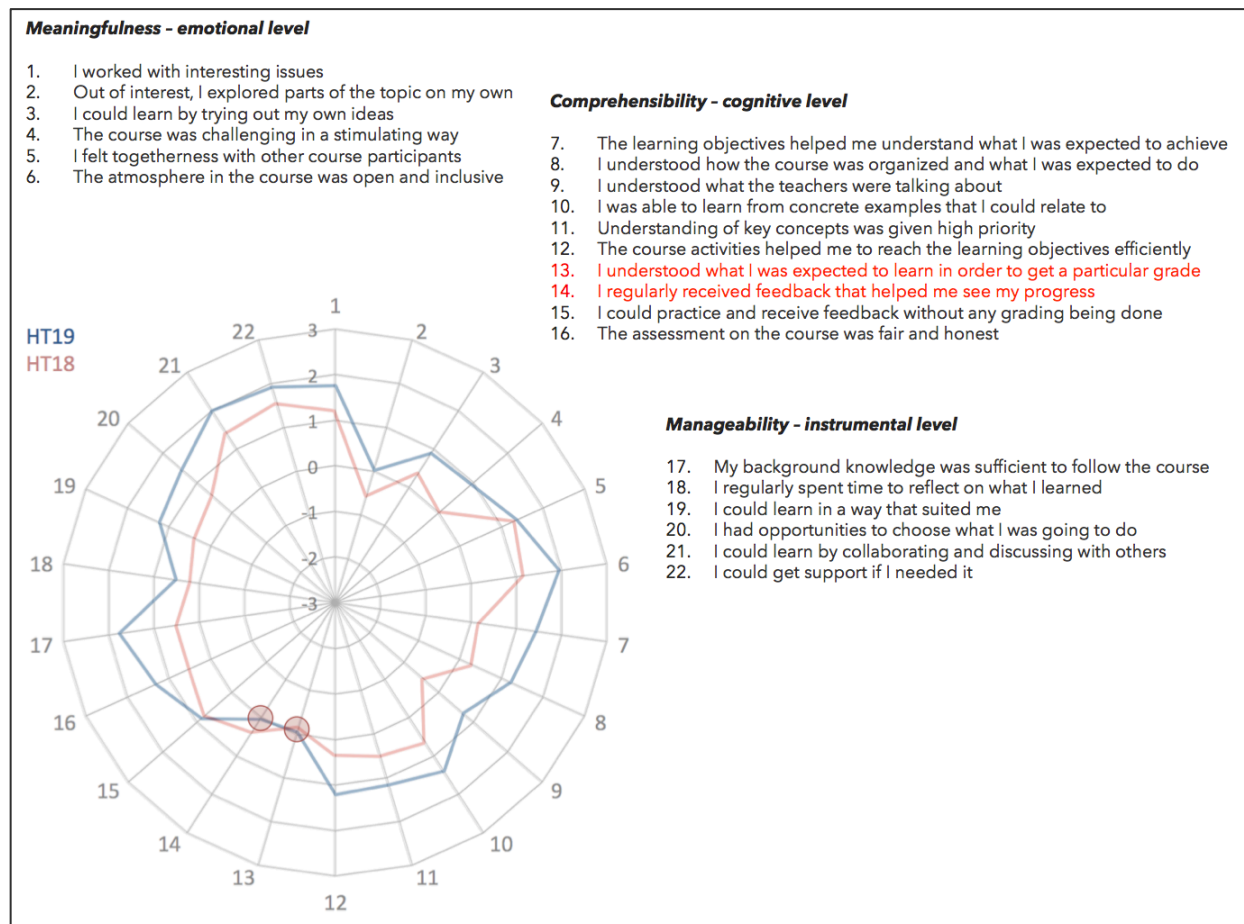 Meaningfulness – emotional level
1. I worked with interesting issues
2. Out of interest, I explored parts of the topic on my own
3. I could learn by trying out my own ideas
4. The course was challenging in a stimulating way
5. I felt togetherness with other course participants
6. The atmosphere in the course was open and inclusive
Comprehensibility – cognitive level
7. The learning objectives helped me understand what I was expected to achieve
8. I understood how the course was organized and what I was expected to do
9. I understood what the teachers were talking about
10. I was able to learn from concrete examples that I could relate to
11. Understanding of key concepts was given high priority
12. The course activities helped me to reach the learning objectives efficiently
13. I understood what I was expected to learn in order to get a particular grade
14. I regularly received feedback that helped me see my progress
15. I could practice and receive feedback without any grading being done
16. The assessment on the course was fair and honest
Manageability – instrumental level
17. My background knowledge was sufficient to follow the course
18. I regularly spent time to reflect on what I learned
19. I could learn in a way that suited me
20. I had opportunities to choose what I was going to do
21. I could learn by collaborating and discussing with others
22. I could get support if I needed it
HT19
HT18
1
2
3
4
5
6
7
8
9
10
11
12
13
14
15
16
17
18
19
20
21
22
3
2
1
0
-1
-2
-3